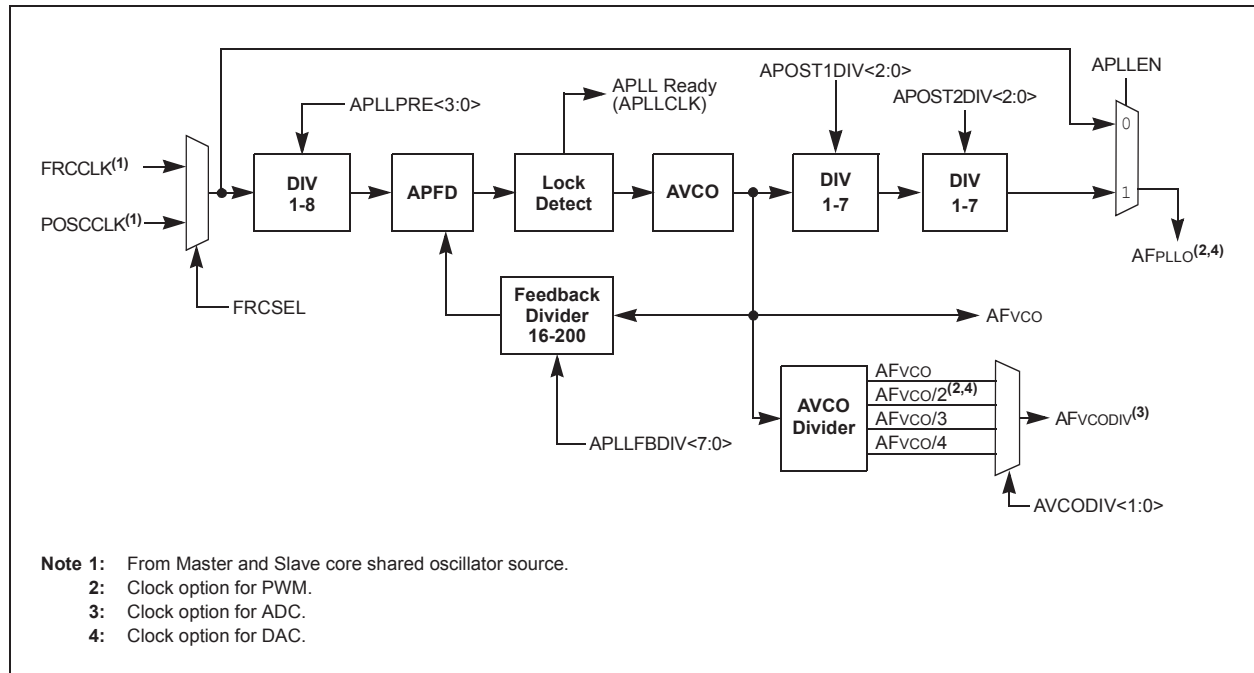 APLLEN
APOST1DIV<2:0>
APLL Ready
(APLLCLK)
APOST2DIV<2:0>
APLLPRE<3:0>
0
FRCCLK(1)
DIV
1-8
APFD
Lock
Detect
AVCO
DIV
1-7
DIV
1-7
1
POSCCLK(1)
AFPLLO(2,4)
FRCSEL
Feedback
Divider
16-200
AFVCO
AVCO
Divider
AFVCO
AFVCO/2(2,4)
AFVCO/3
AFVCO/4
AFVCODIV(3)
APLLFBDIV<7:0>
AVCODIV<1:0>
Note 1: From Master and Slave core shared oscillator source.
2: Clock option for PWM.
3: Clock option for ADC.
4: Clock option for DAC.